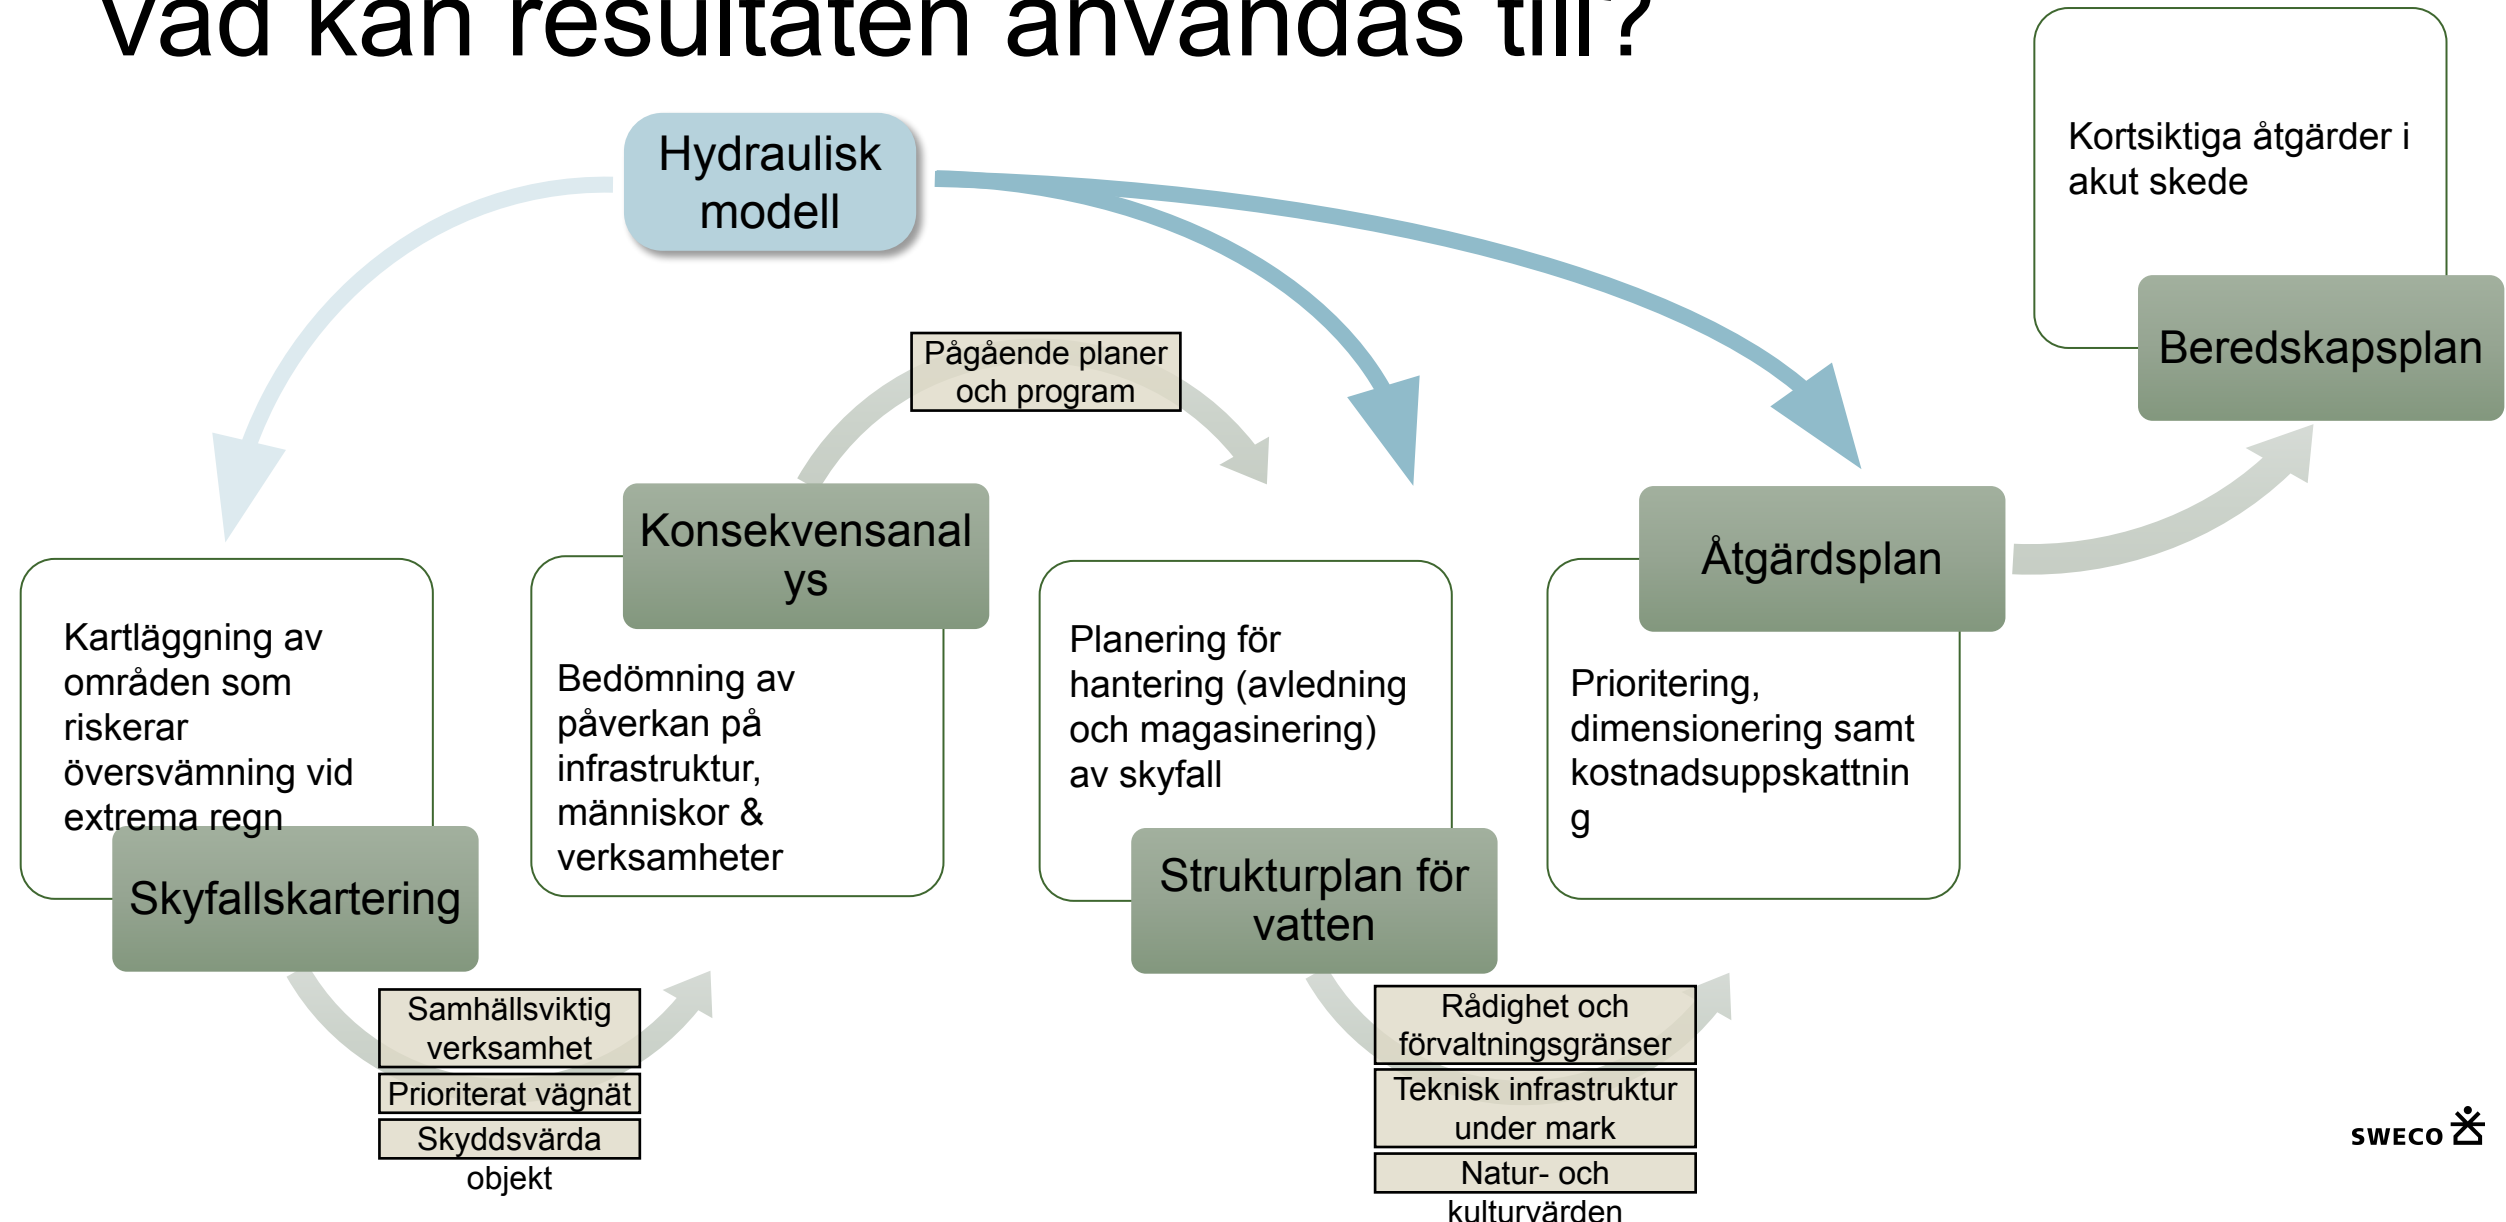 Vad kan resultaten användas till?
Hydraulisk
modell
Kortsiktiga åtgärder i
akut skede
Beredskapsplan
Pågående planer
och program
Konsekvensanal
ys
Åtgärdsplan
Kartläggning av
områden som
riskerar
översvämning vid
extrema regn
Skyfallskartering
Bedömning av
påverkan på
infrastruktur,
människor &
verksamheter
Planering för
hantering (avledning
och magasinering)
av skyfall
Strukturplan för
vatten
Prioritering,
dimensionering samt
kostnadsuppskattnin
g
Samhällsviktig
verksamhet
Prioriterat vägnät
Skyddsvärda
objekt
Rådighet och
förvaltningsgränser
Teknisk infrastruktur
under mark
Natur- och
kulturvärden
SWECO